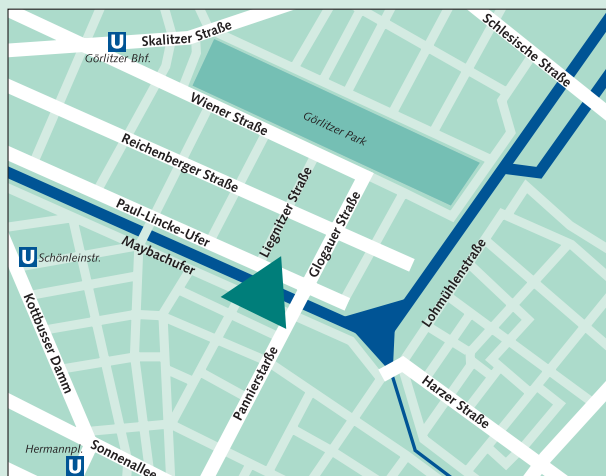 Skalitzer Straße
U
Görlitzer Bhf.
Schlesische Straße
Wiener Straße
Görlitzer Park
Reichenberger Straße
Liegnitzer Straße
Glogauer Straße
Paul-Lincke-Ufer
Maybachufer
U Schönleinstr.
Lohmühlenstraße
Kottbusser Damm
Pannierstarße
Harzer Straße
Hermannpl.
U
Sonnenallee